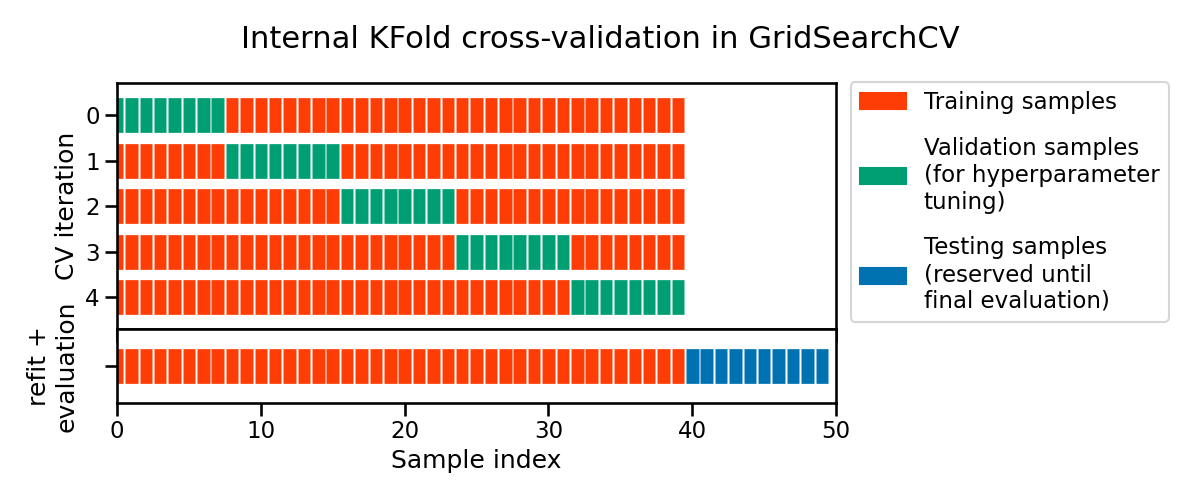 Internal KFold cross-validation in GridSearchCV
CV iteration
0
1
2
3
4
refit +
evaluation
0 10 20 30 40 50
Sample index
Training samples
Validation samples
(for hyperparameter
tuning)
Testing samples
(reserved until
final evaluation)